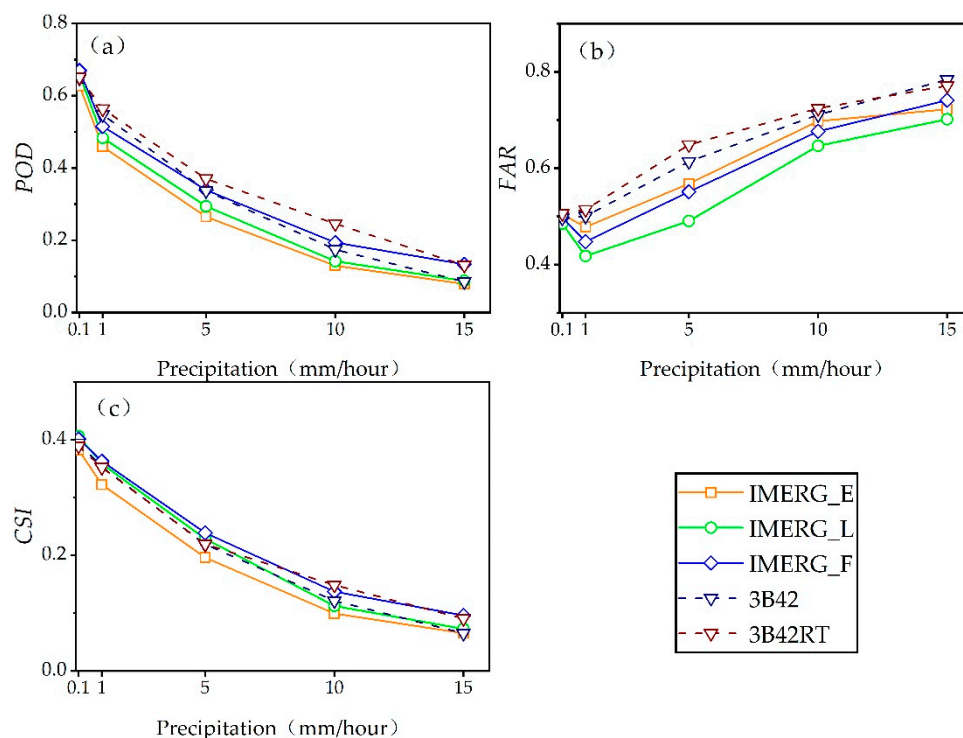 （a）
0.8
0.6
0.4
0.2
0.0
POD
0.1 1 5 10 15
Precipitation（mm/hour）
（b）
0.8
0.6
0.4
FAR
0.1 1 5 10 15
Precipitation（mm/hour）
（c）
0.4
0.2
0.0
CSI
0.1 1 5 10 15
Precipitation（mm/hour）
IMERG_E
IMERG_L
IMERG_F
3B42
3B42RT